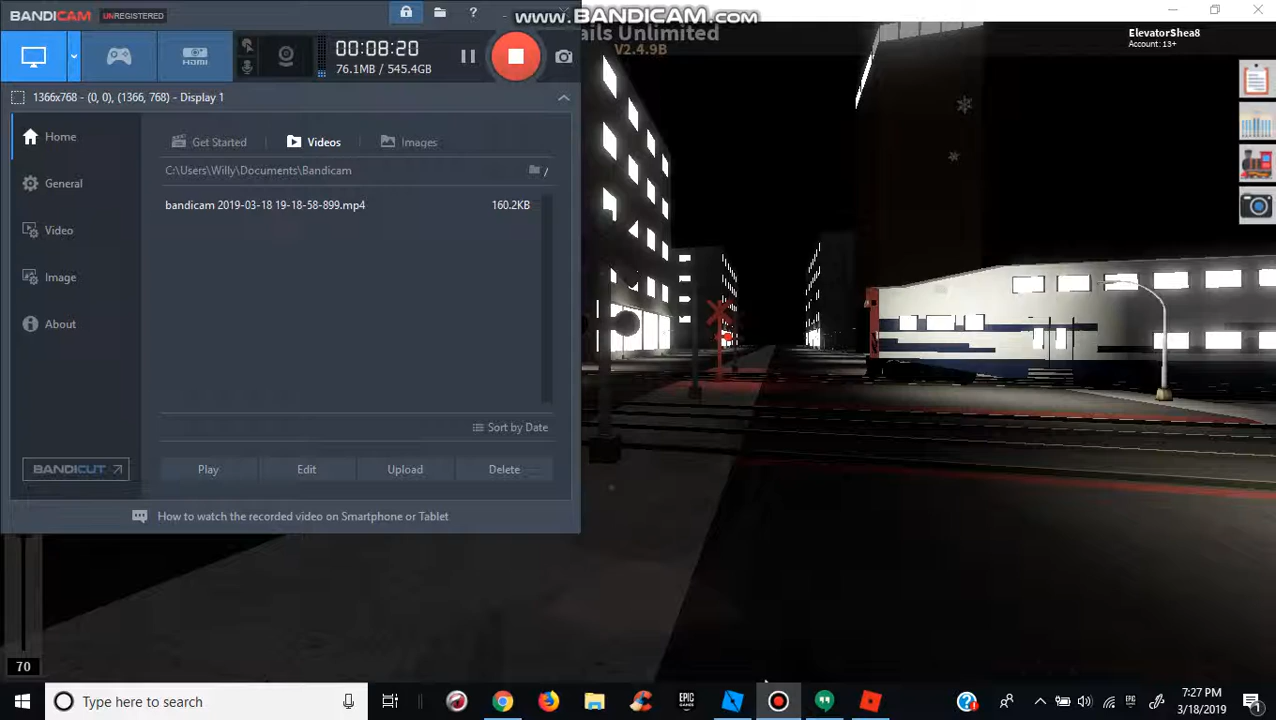 BANDICAM UNREGISTERED
www.BANDICAM.com
ails Unlimited
V2.4.9B
ElevatorShea8
Account: 13+
HDMI
00:08:20
76.1MB / 545.4GB
1366x768 - (0, 0), (1366, 768) - Display 1
Home
General
Video
Image
About
Get Started
Videos
Images
C:\Users\Willy\Documents\Bandicam
bandicam 2019-03-18 19-18-58-899.mp4 160.2KB
Sort by Date
BANDICUT
Play
Edit
Upload
Delete
How to watch the recorded video on Smartphone or Tablet
70
Type here to search
EPIC GAMES
7:27 PM
3/18/2019
1